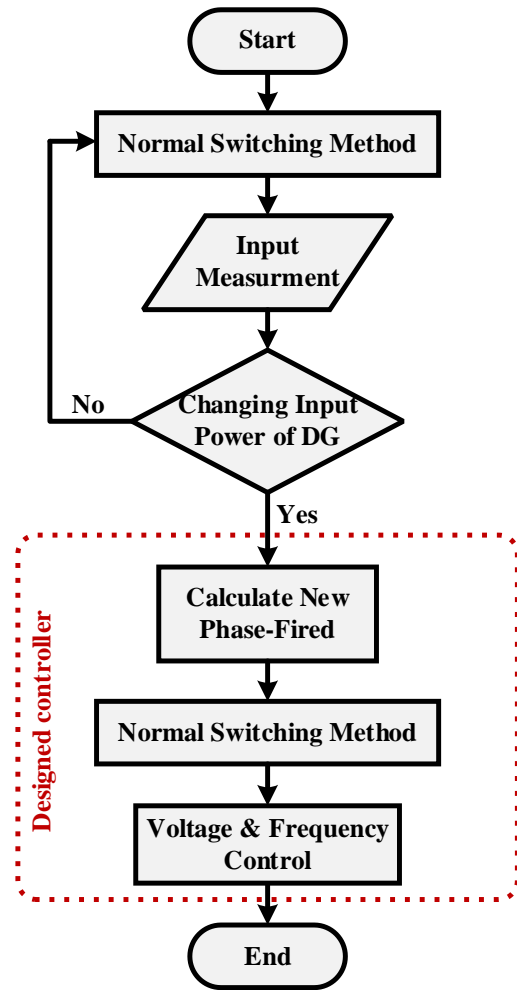 Start
Normal Switching Method
Input
Measurment
Changing Input
Power of DG
No
Yes
Designed controller
Calculate New
Phase-Fired
Normal Switching Method
Voltage & Frequency
Control
End